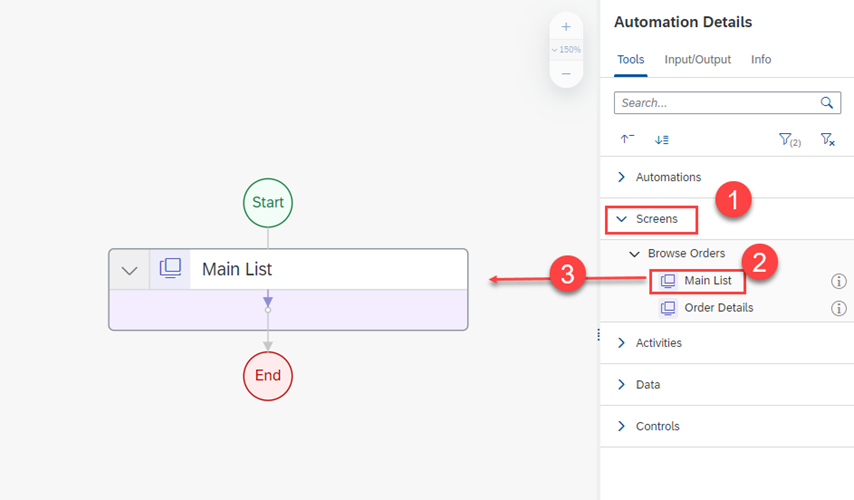 Automation Details
Tools Input/Output Info
150%
Search...
(2)
Automations
1
Screens
Start
Browse Orders
2
Main List
3
Main List
Order Details
Activities
End
Data
Controls